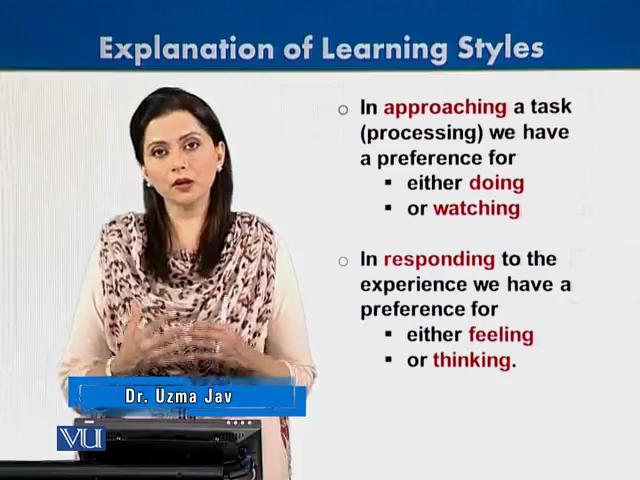 Explanation of Learning Styles
In approaching a task
(processing) we have
a preference for
either doing
or watching
In responding to the
experience we have a
preference for
either feeling
or thinking.
Dr. Uzma Jav
VU